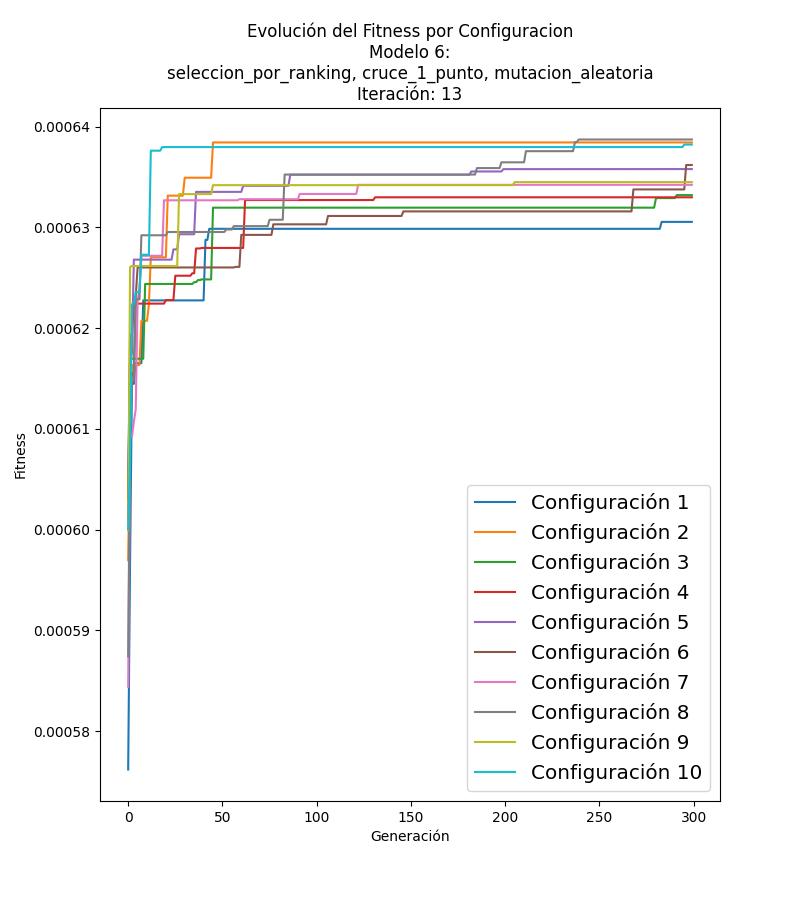 Evolución del Fitness por Configuracion
Modelo 6:
seleccion_por_ranking, cruce_1_punto, mutacion_aleatoria
Iteración: 13
0.00064
0.00063
0.00062
0.00061
0.00060
0.00059
0.00058
Fitness
Configuración 1
Configuración 2
Configuración 3
Configuración 4
Configuración 5
Configuración 6
Configuración 7
Configuración 8
Configuración 9
Configuración 10
0 50 100 150 200 250 300
Generación